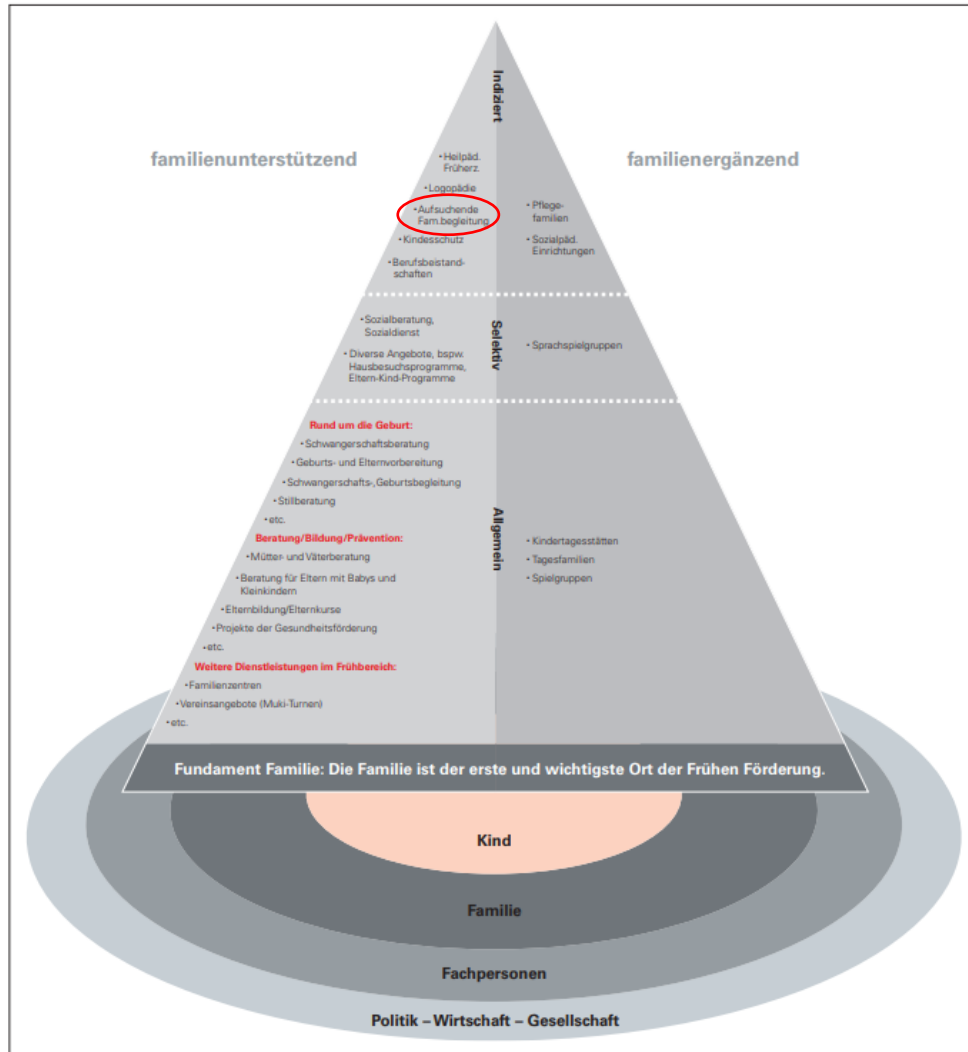 Indiziert
familienunterstützend
familienergänzend
• Heilpäd.
Früherz.
• Logopädie
• Aufsuchende
Fam.begleitung
• Kindesschutz
• Berufsbeistand-
schaften
• Pflege-
familien
• Sozialpäd.
Einrichtungen
Selektiv
• Sozialberatung,
Sozialdienst
• Diverse Angebote, bspw.
Hausbesuchsprogramme,
Eltern-Kind-Programme
• Sprachspielgruppen
Allgemein
Rund um die Geburt:
• Schwangerschaftsberatung
• Geburts- und Elternvorbereitung
• Schwangerschafts-, Geburtsbegleitung
• Stillberatung
• etc.
Beratung/Bildung/Prävention:
• Mütter- und Väterberatung
• Beratung für Eltern mit Babys und
Kleinkindern
• Elternbildung/Elternkurse
• Projekte der Gesundheitsförderung
• etc.
Weitere Dienstleistungen im Frühbereich:
• Familienzentren
• Vereinsangebote (Muki-Turnen)
• etc.
• Kindertagesstätten
• Tagesfamilien
• Spielgruppen
Fundament Familie: Die Familie ist der erste und wichtigste Ort der Frühen Förderung.
Kind
Familie
Fachpersonen
Politik – Wirtschaft – Gesellschaft